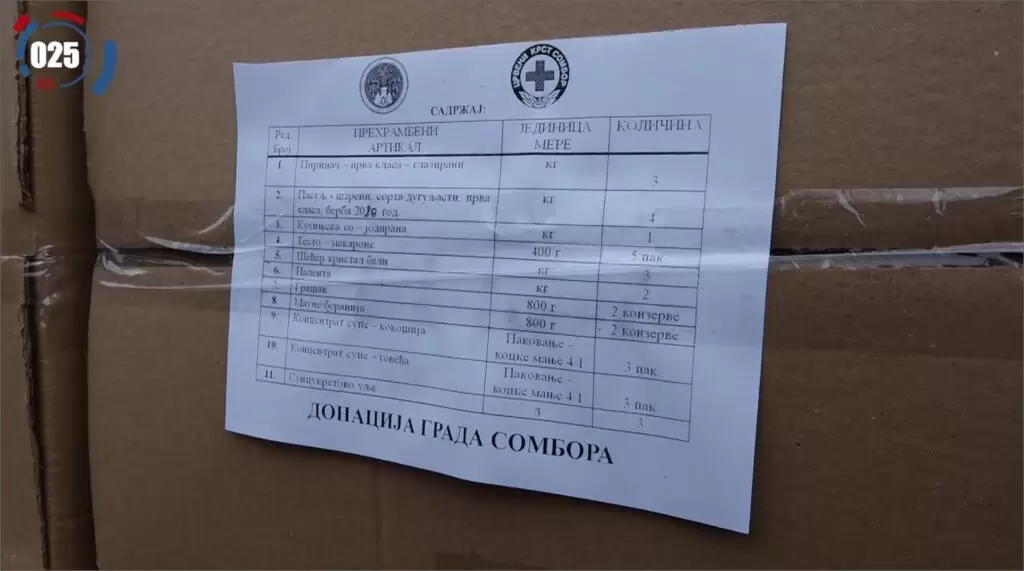 025
ЦРВЕНИ КРСТ СОМБОР
САДРЖАЈ:
Ред. Број
ПРЕХРАМБЕНИ АРТИКАЛ
ЈЕДИНИЦА МЕРЕ
КОЛИЧИНА
1. Пиринач – прва класа – глазирани кг 3
2. Пасуљ - шарени, сорта дугуљасти, прва класа, берба год. кг 4
3. Кухињска со – јодирана кг 1
4. Тесто – макароне 400 г 5 пак
5. Шећер кристал бели кг 3
6. Палента кг 2
7. Грашак 800 г 2 конзерве
8. Махуне боранија 800 г 2 конзерве
9. Концентрат супе – кокошија Паковање – коцке мање 4/1 3 пак
10. Концентрат супе – говеђа Паковање – коцке мање 4/1 3 пак
11. Сунцокретово уље л 3
ДОНАЦИЈА ГРАДА СОМБОРА